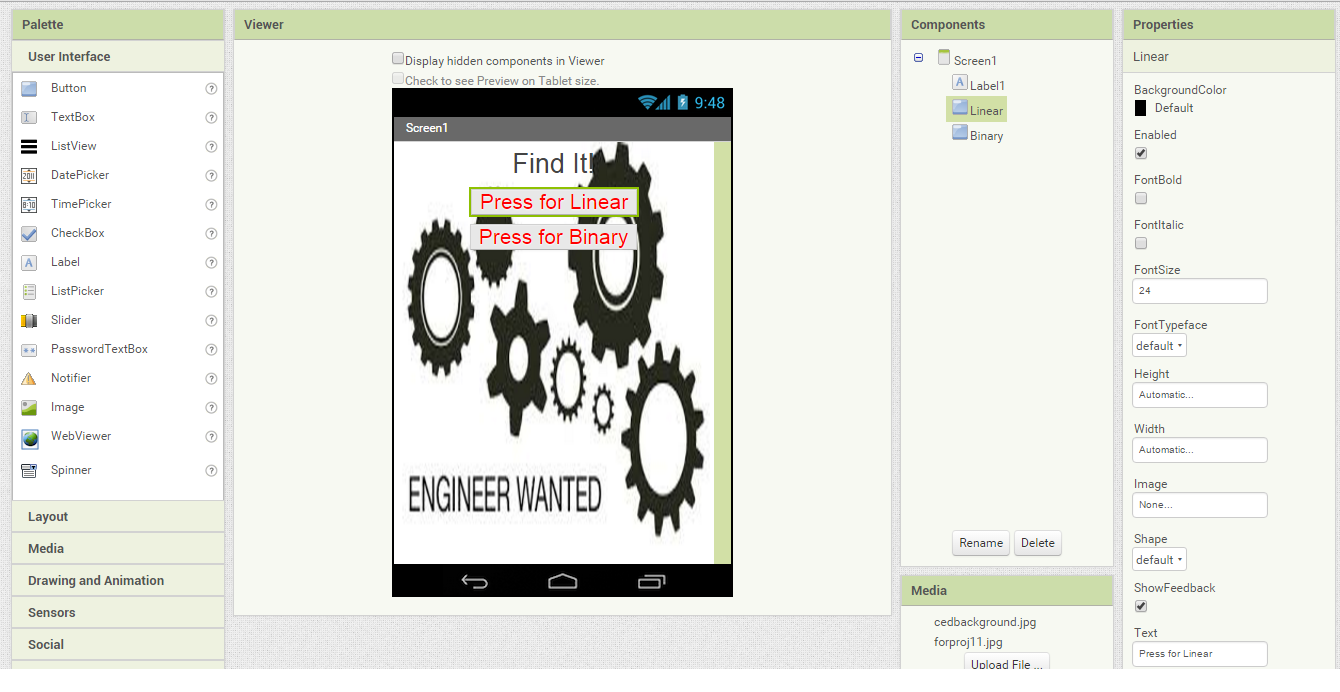 Palette
User Interface
Button
TextBox
ListView
DatePicker
TimePicker
CheckBox
Label
ListPicker
Slider
PasswordTextBox
Notifier
Image
WebViewer
Spinner
Layout
Media
Drawing and Animation
Sensors
Social
Viewer
Display hidden components in Viewer
Check to see Preview on Tablet size.
9:48
Screen1
Find It!
Press for Linear
Press for Binary
ENGINEER WANTED
Components
Screen1
A Label1
Linear
Binary
Rename Delete
Media
cedbackground.jpg
forproj11.jpg
Upload File ...
Properties
Linear
BackgroundColor
Default
Enabled
FontBold
FontItalic
FontSize
24
FontTypeface
default
Height
Automatic...
Width
Automatic...
Image
None...
Shape
default
ShowFeedback
Text
Press for Linear